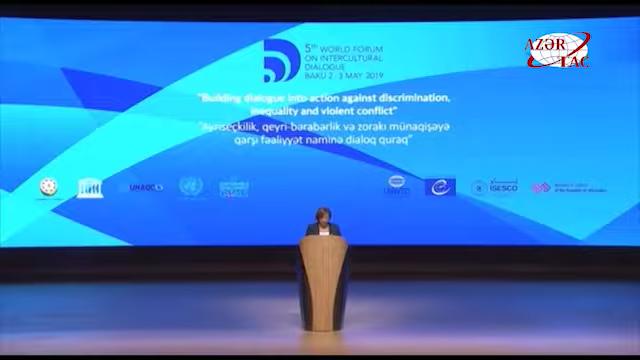 AZƏR
TAC
5th WORLD FORUM
ON INTERCULTURAL
DIALOGUE
BAKU 2 - 3 MAY 2019
"Building dialogue into action against discrimination,
inequality and violent conflict"
"Ayrıseçkilik, qeyri-bərabərlik və zorakı münaqişəyə
qarşı fəaliyyət naminə dialoq quraq"
UNAOC
UNWTO
ISESCO